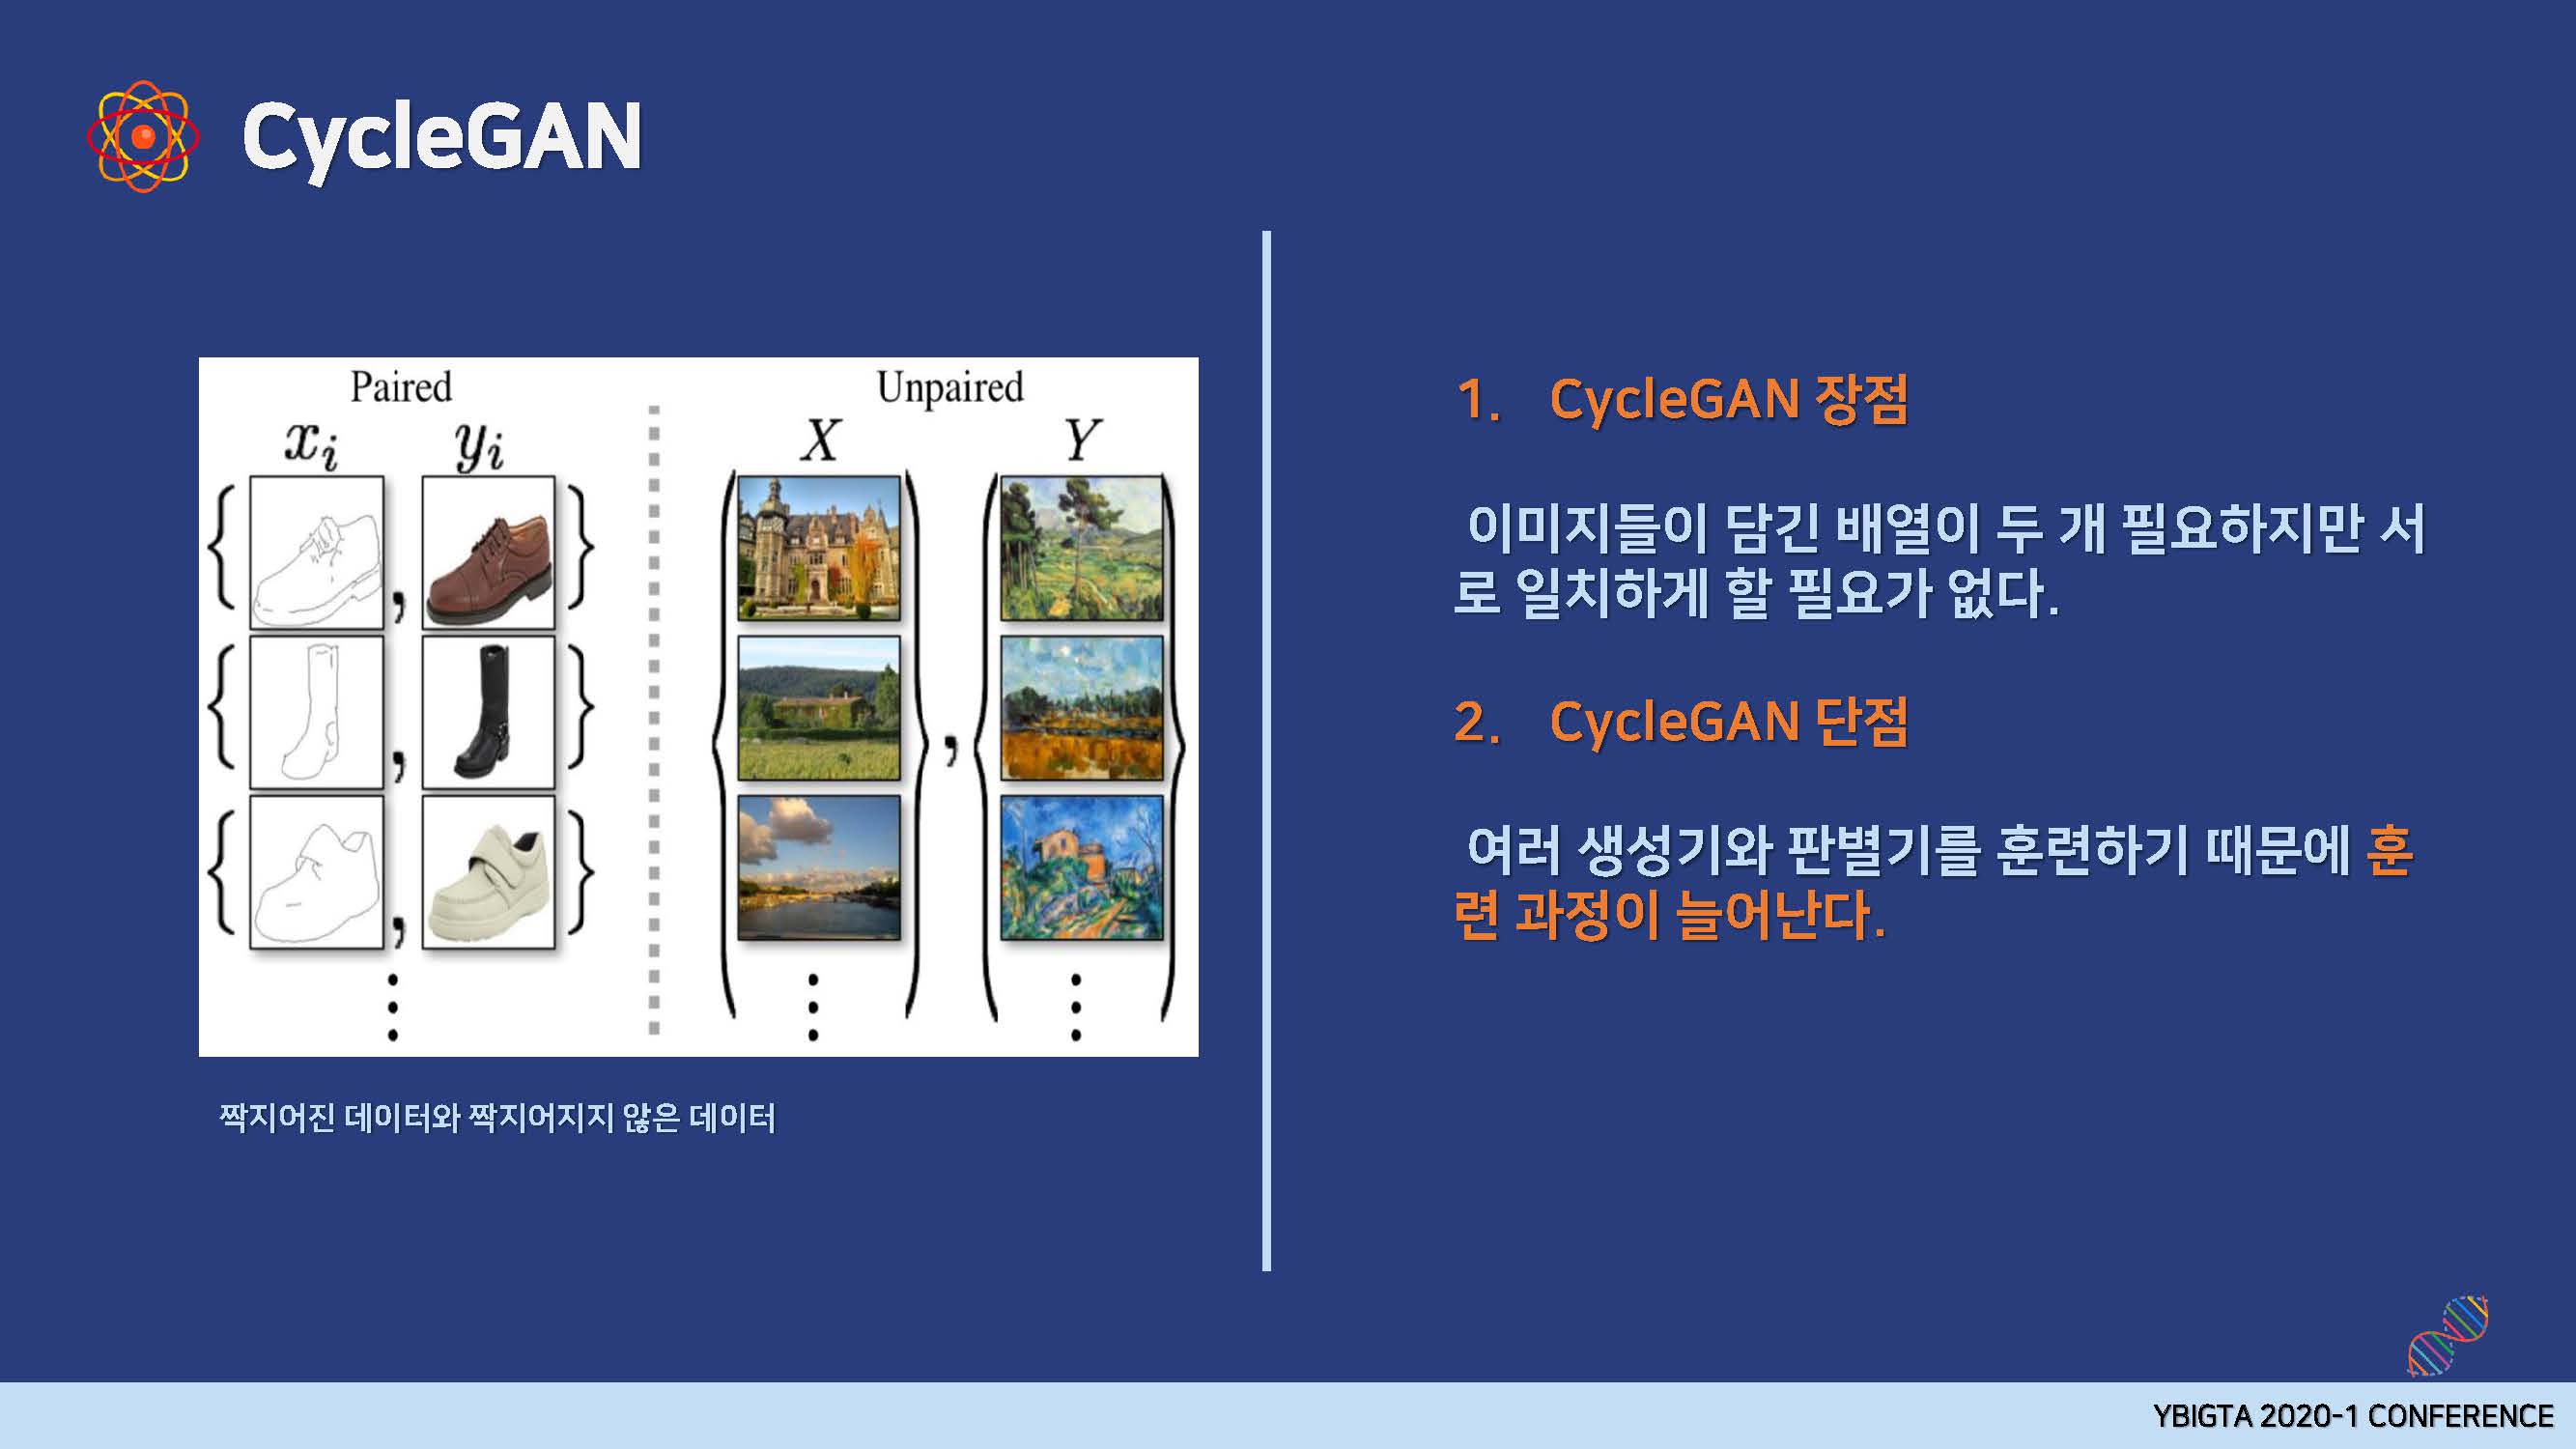 CycleGAN
Paired
Unpaired
x_i
y_i
X
Y
{ , }
{ , }
{ , }
( , )
⋮
⋮
⋮
짝지어진 데이터와 짝지어지지 않은 데이터
1. CycleGAN 장점
이미지들이 담긴 배열이 두 개 필요하지만 서
로 일치하게 할 필요가 없다.
2. CycleGAN 단점
여러 생성기와 판별기를 훈련하기 때문에 훈
련 과정이 늘어난다.
YBIGTA 2020-1 CONFERENCE